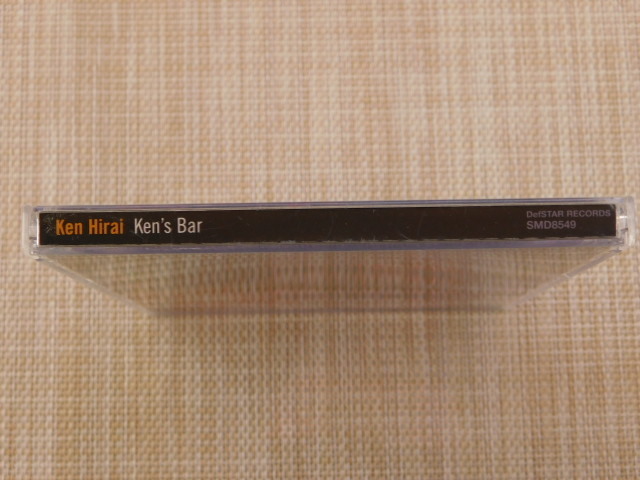 Ken Hirai Ken's Bar
DefSTAR RECORDS
SMD8549